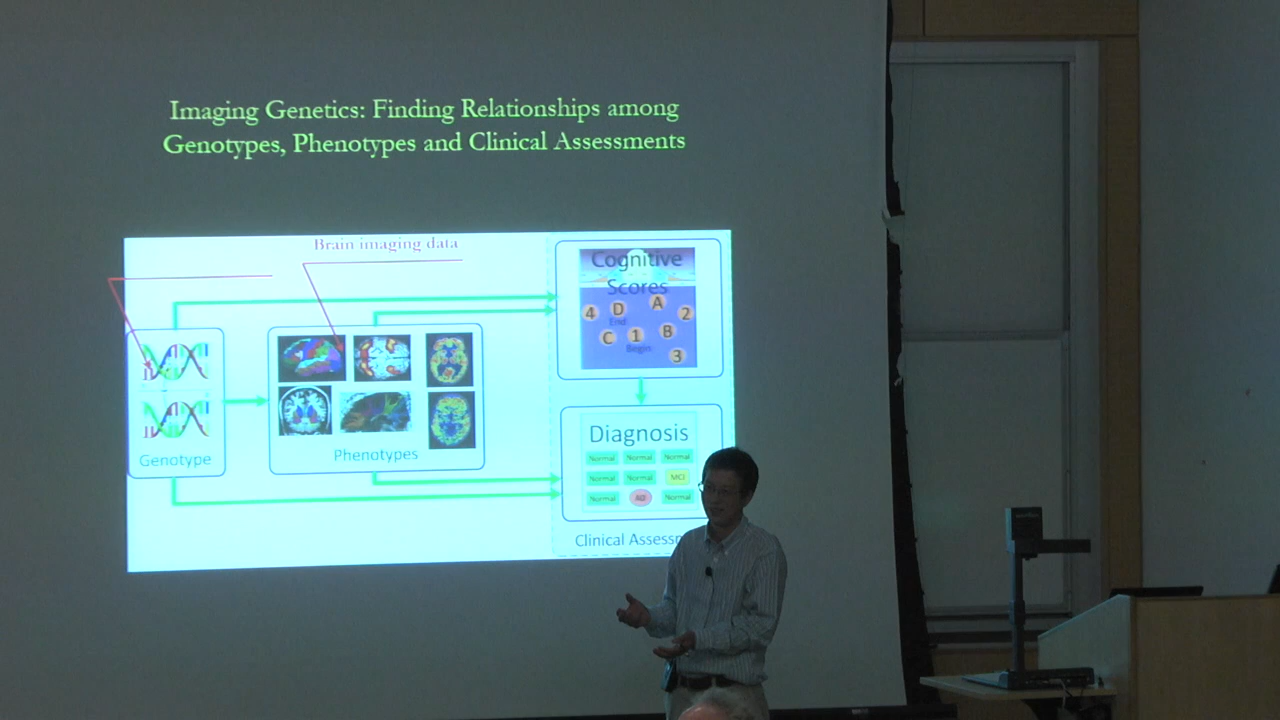 Imaging Genetics: Finding Relationships among
Genotypes, Phenotypes and Clinical Assessments
Brain imaging data
Cognitive
Scores
4 D A 2
End
C 1 B
Begin
3
Genotype
Phenotypes
Diagnosis
Normal Normal Normal
Normal Normal MCI
Normal AD Normal
Clinical